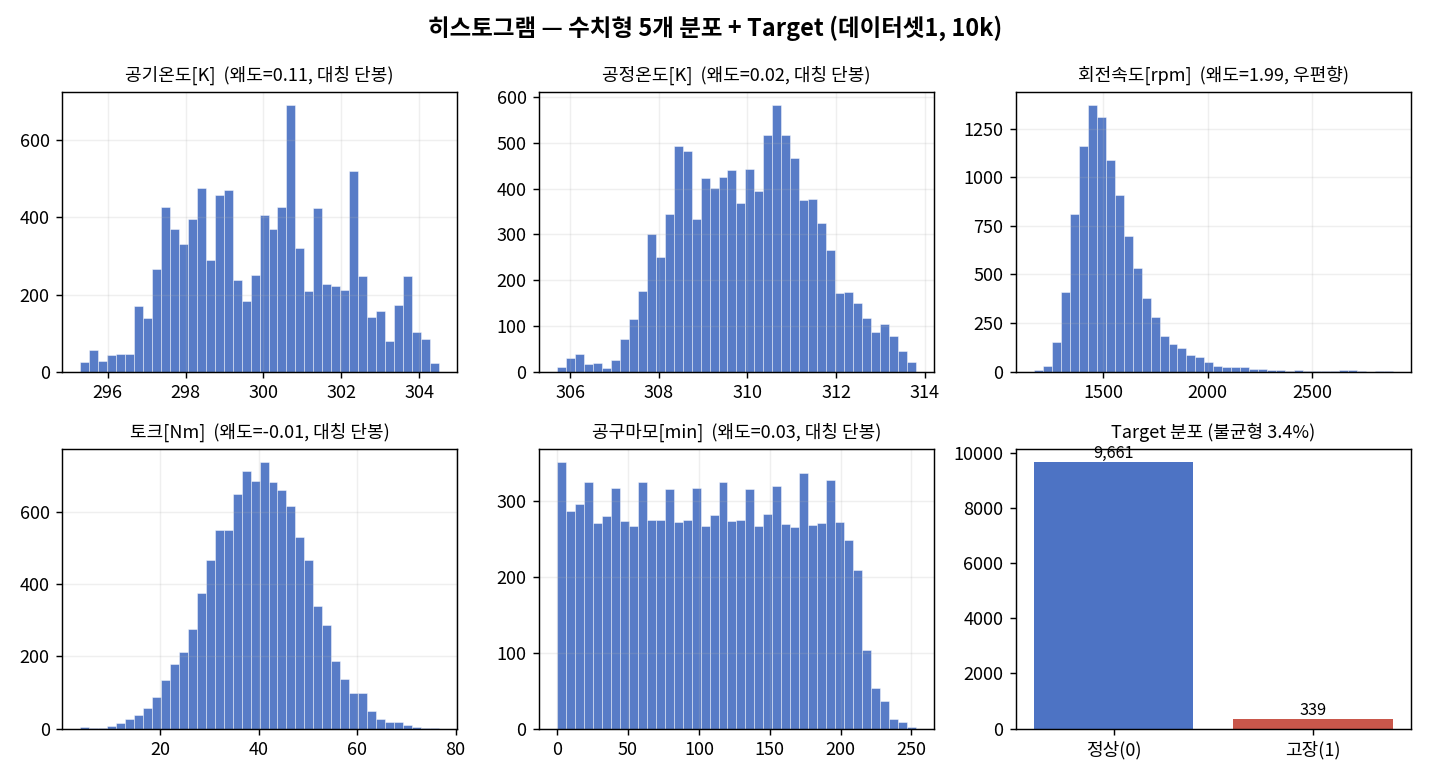 히스토그램 — 수치형 5개 분포 + Target (데이터셋1, 10k)
공기온도[K] (왜도=0.11, 대칭 단봉)
600
400
200
0
296 298 300 302 304
공정온도[K] (왜도=0.02, 대칭 단봉)
600
500
400
300
200
100
0
306 308 310 312 314
회전속도[rpm] (왜도=1.99, 우편향)
1250
1000
750
500
250
0
1500 2000 2500
토크[Nm] (왜도=-0.01, 대칭 단봉)
600
400
200
0
20 40 60 80
공구마모[min] (왜도=0.03, 대칭 단봉)
300
200
100
0
0 50 100 150 200 250
Target 분포 (불균형 3.4%)
10000
8000
6000
4000
2000
0
9,661
339
정상(0) 고장(1)